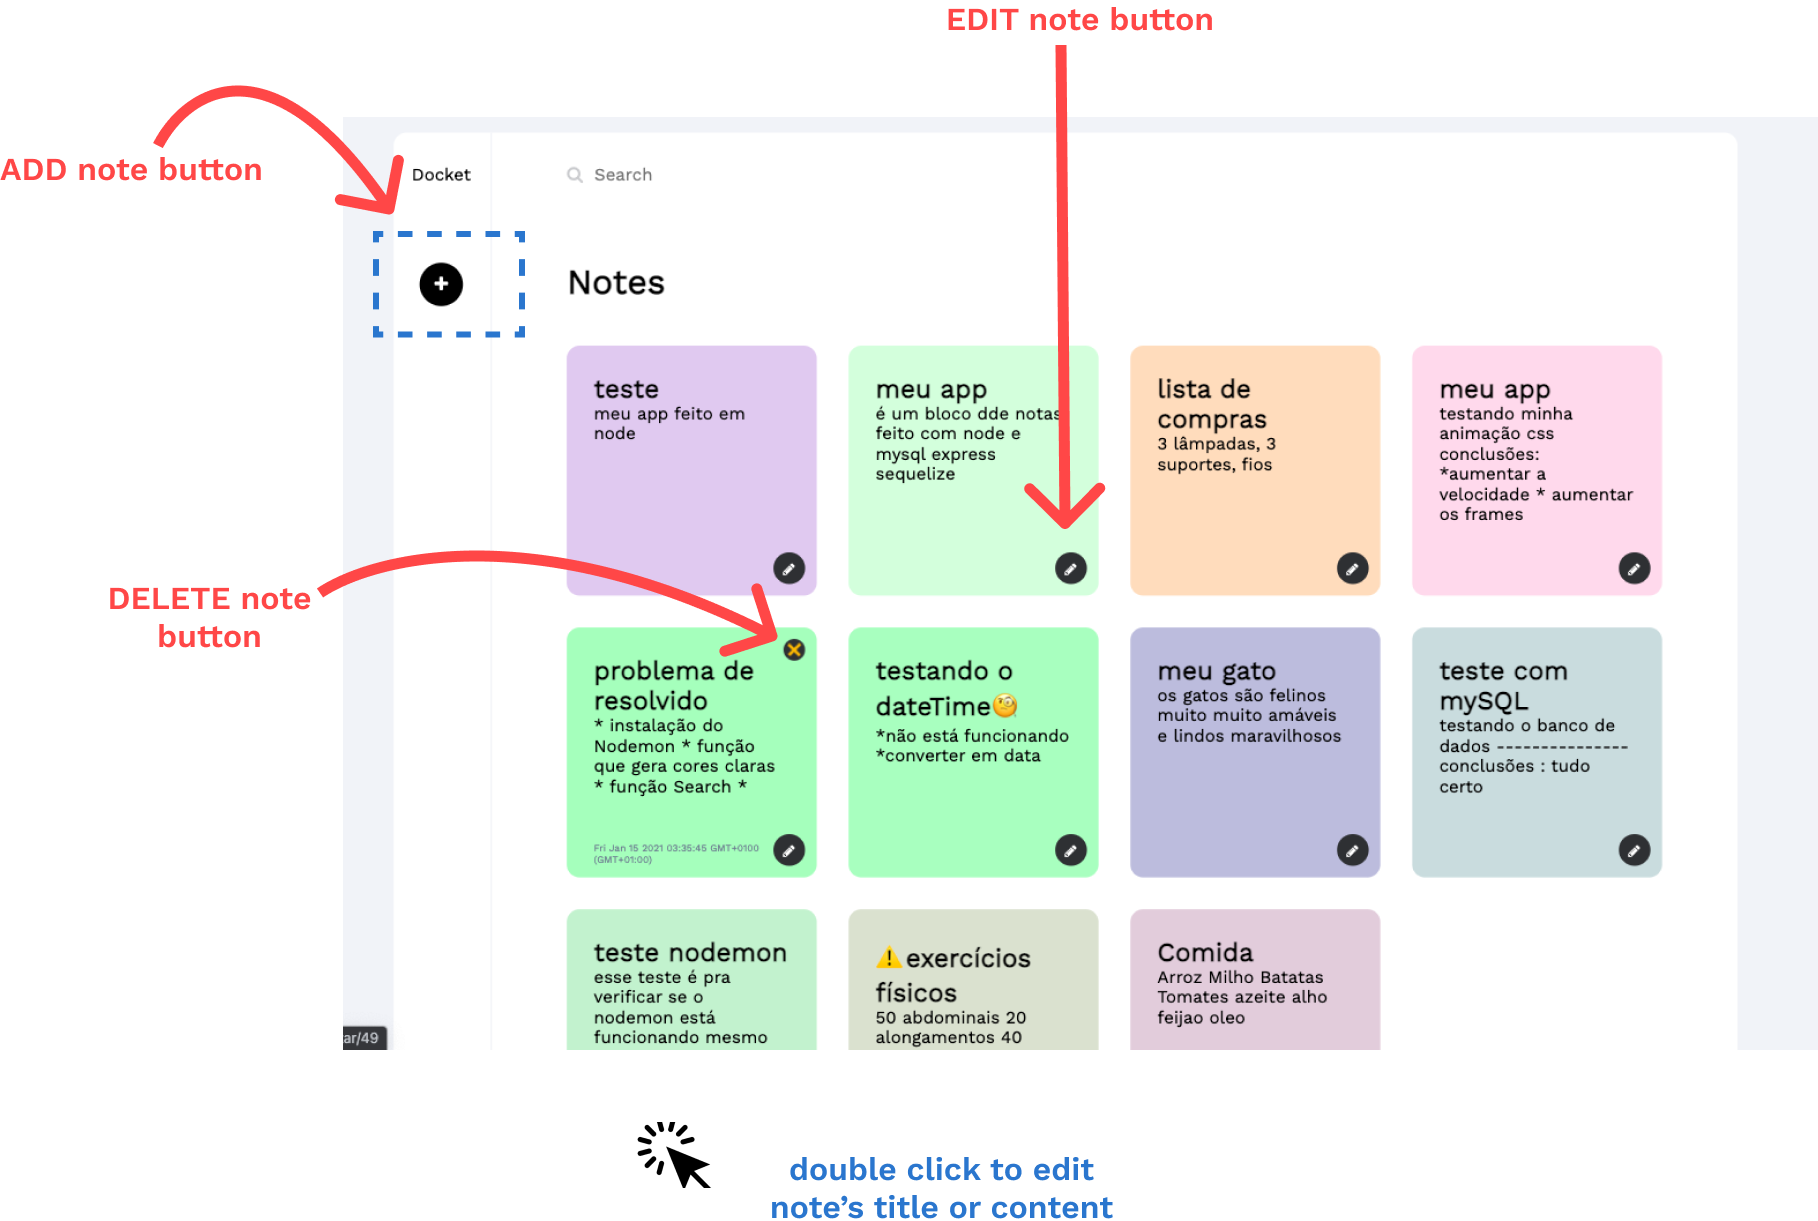 EDIT note button
ADD note button
Docket
Search
Notes
teste
meu app feito em
node
meu app
é um bloco dde notas
feito com node e
mysql express
sequelize
lista de
compras
3 lâmpadas, 3
suportes, fios
meu app
testando minha
animação css
conclusões:
*aumentar a
velocidade * aumentar
os frames
DELETE note
button
problema de
resolvido
* instalação do
Nodemon * função
que gera cores claras
* função Search *
Fri Jan 15 2021 03:35:45 GMT+0100
(GMT+01:00)
testando o
dateTime🧐
*não está funcionando
*converter em data
meu gato
os gatos são felinos
muito muito amáveis
e lindos maravilhosos
teste com
mySQL
testando o banco de
dados ---------------
conclusões : tudo
certo
teste nodemon
esse teste é pra
verificar se o
nodemon está
funcionando mesmo
⚠️exercícios
físicos
50 abdominais 20
alongamentos 40
Comida
Arroz Milho Batatas
Tomates azeite alho
feijao oleo
ar/49
double click to edit
note’s title or content